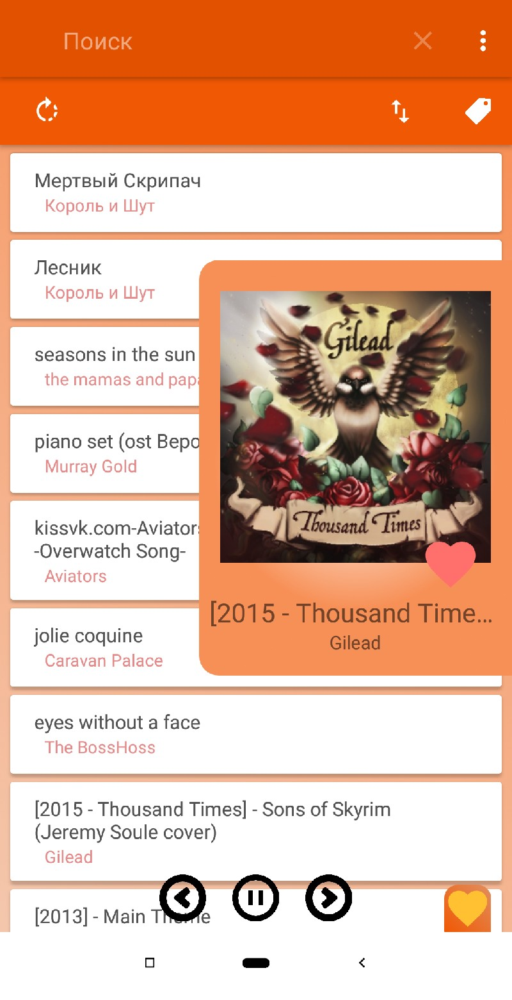 Поиск
Мертвый Скрипач
Король и Шут
Лесник
Король и Шут
seasons in the sun
the mamas and papa
piano set (ost Веро
Murray Gold
kissvk.com-Aviators
-Overwatch Song-
Aviators
jolie coquine
Caravan Palace
Gilead
Thousand Times
[2015 - Thousand Time...
Gilead
eyes without a face
The BossHoss
[2015 - Thousand Times] - Sons of Skyrim
(Jeremy Soule cover)
Gilead
[2013] - Main Theme